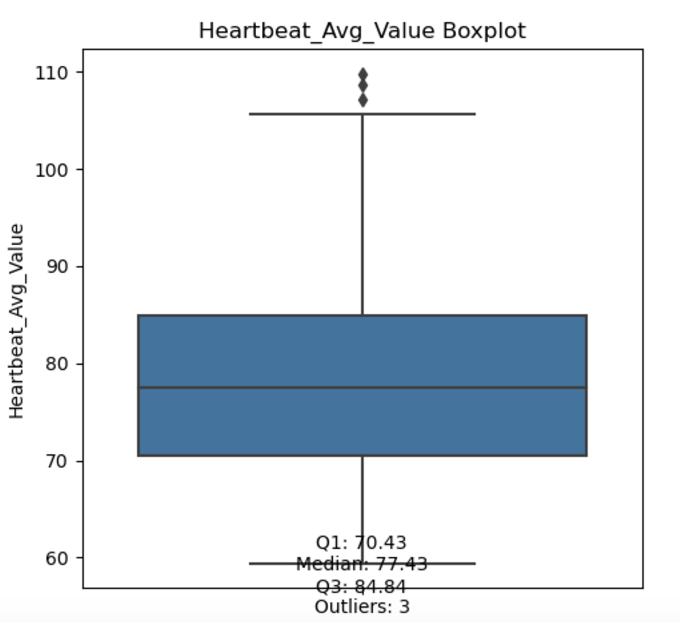 Heartbeat_Avg_Value Boxplot
110
100
90
80
70
60
Heartbeat_Avg_Value
Q1: 70.43
Median: 77.43
Q3: 84.84
Outliers: 3